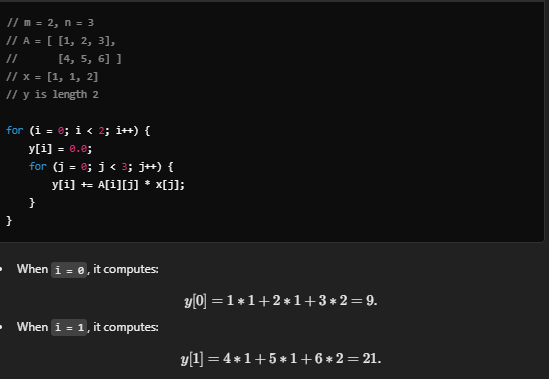 // m = 2, n = 3
// A = [ [1, 2, 3],
//       [4, 5, 6] ]
// x = [1, 1, 2]
// y is length 2
for (i = 0; i < 2; i++) {
    y[i] = 0.0;
    for (j = 0; j < 3; j++) {
        y[i] += A[i][j] * x[j];
    }
}
• When i = 0, it computes:
y[0] = 1 * 1 + 2 * 1 + 3 * 2 = 9.
• When i = 1, it computes:
y[1] = 4 * 1 + 5 * 1 + 6 * 2 = 21.